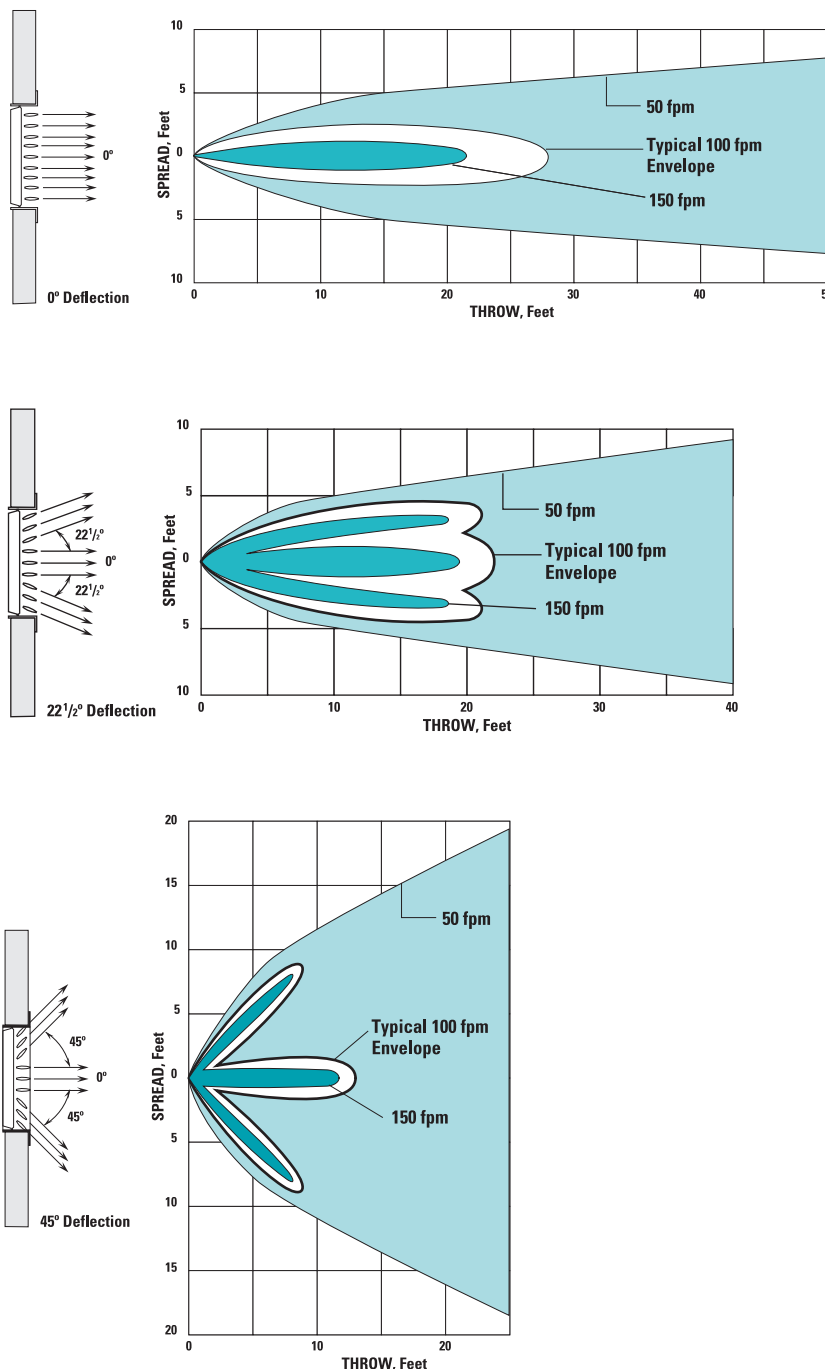 10
5
0
5
10
SPREAD, Feet
0°
0° Deflection
50 fpm
Typical 100 fpm
Envelope
150 fpm
0
10
20
30
40
THROW, Feet
10
5
0
5
10
SPREAD, Feet
22 1/2°
0°
22 1/2°
22 1/2° Deflection
50 fpm
Typical 100 fpm
Envelope
150 fpm
0
10
20
30
40
THROW, Feet
20
15
10
5
0
5
10
15
20
SPREAD, Feet
45°
0°
45°
45° Deflection
50 fpm
Typical 100 fpm
Envelope
150 fpm
0
10
20
THROW, Feet